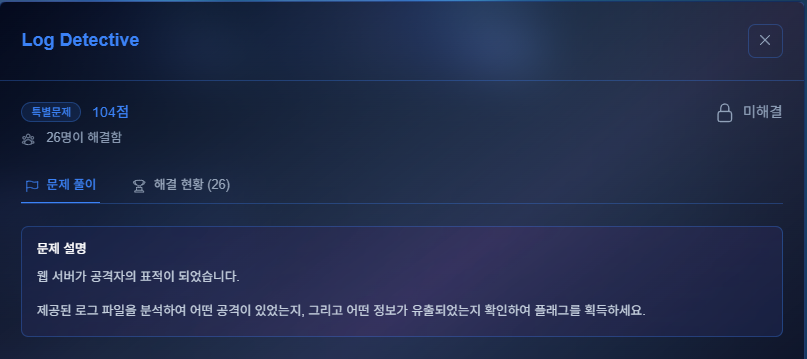 Log Detective
특별문제 104점
미해결
26명이 해결함
문제 풀이
해결 현황 (26)
문제 설명
웹 서버가 공격자의 표적이 되었습니다.
제공된 로그 파일을 분석하여 어떤 공격이 있었는지, 그리고 어떤 정보가 유출되었는지 확인하여 플래그를 획득하세요.